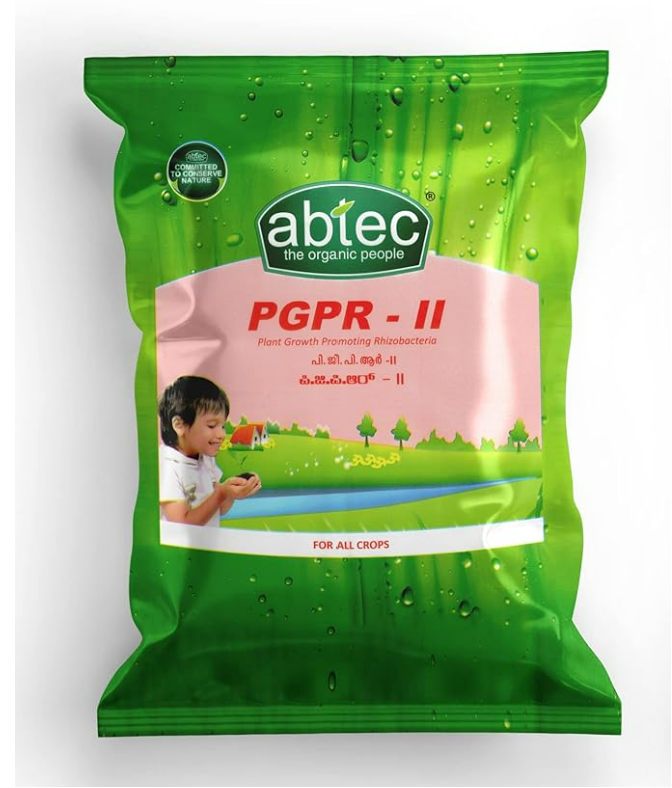 abtec
COMMITTED
TO CONSERVE
NATURE
abtec
®
the organic people
PGPR - II
Plant Growth Promoting Rhizobacteria
പി.ജി.പി.ആർ -II
ಪಿ.ಜಿ.ಪಿ.ಆರ್ - II
FOR ALL CROPS